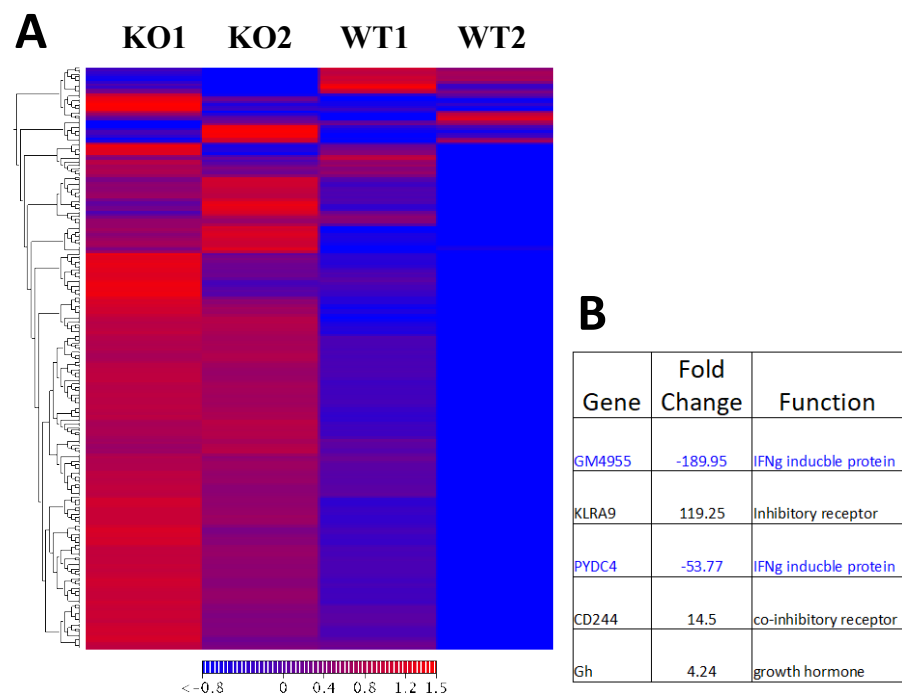 A
KO1 KO2 WT1 WT2
< -0.8 0 0.4 0.8 1.2 1.5
B
Gene Fold Change Function
GM4955 -189.95 IFNg inducble protein
KLRA9 119.25 Inhibitory receptor
PYDC4 -53.77 IFNg inducble protein
CD244 14.5 co-inhibitory receptor
Gh 4.24 growth hormone